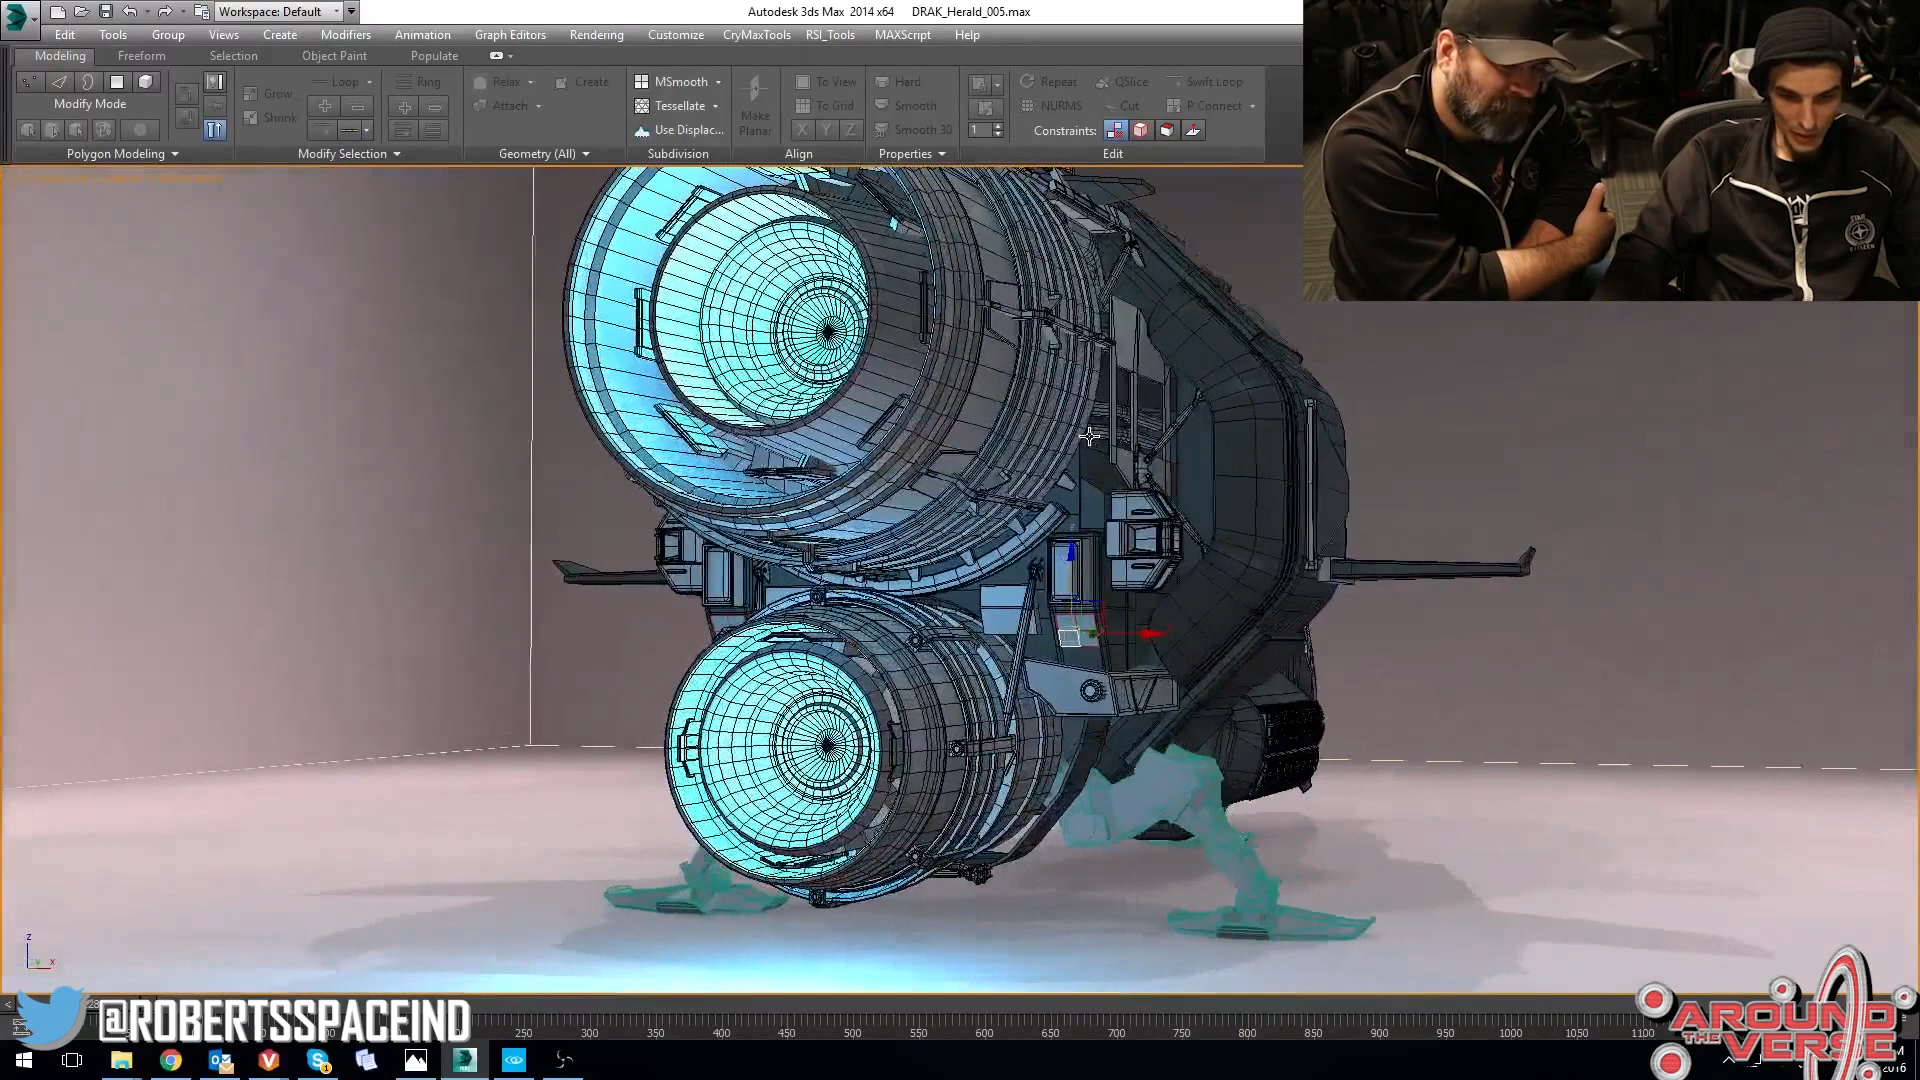 Workspace: Default
Autodesk 3ds Max 2014 x64 DRAK_Herald_005.max
Edit Tools Group Views Create Modifiers Animation Graph Editors Rendering Customize CryMaxTools RSI_Tools MAXScript Help
Modeling Freeform Selection Object Paint Populate
Loop Ring Relax Create MSmooth To View Hard Repeat QSlice Swift Loop
Grow
Modify Mode Attach Tessellate To Grid Smooth NURMS Cut P Connect
Shrink Make
Planar
Use Displac... X Y Z Smooth 30 1 Constraints:
Polygon Modeling Modify Selection Geometry (All) Subdivision Align Properties Edit
STAR
z
x
@ROBERTSSPACEIND
250 300 350 400 450 500 550 600 650 700 750 800 850 900 950 1000 1050 1100
AROUND
THE VERSE
2016